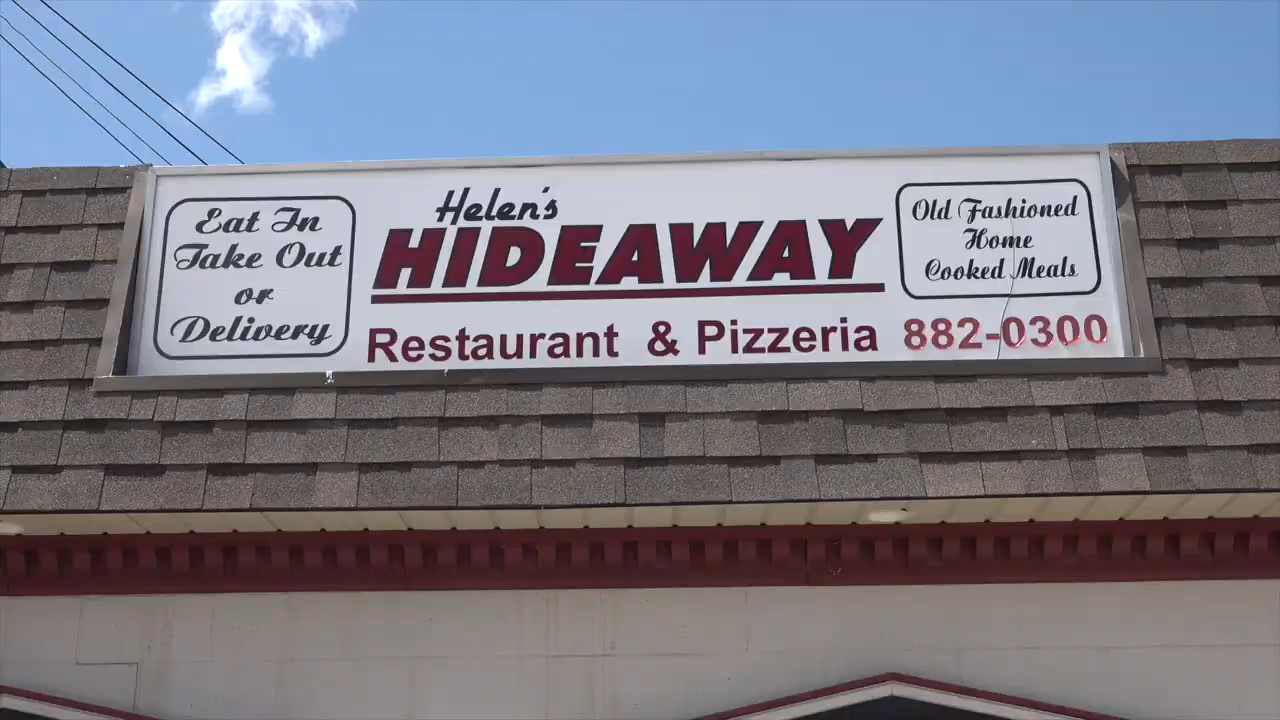 Eat In
Take Out
or
Delivery
Helen's
HIDEAWAY
Restaurant & Pizzeria 882-0300
Old Fashioned
Home
Cooked Meals